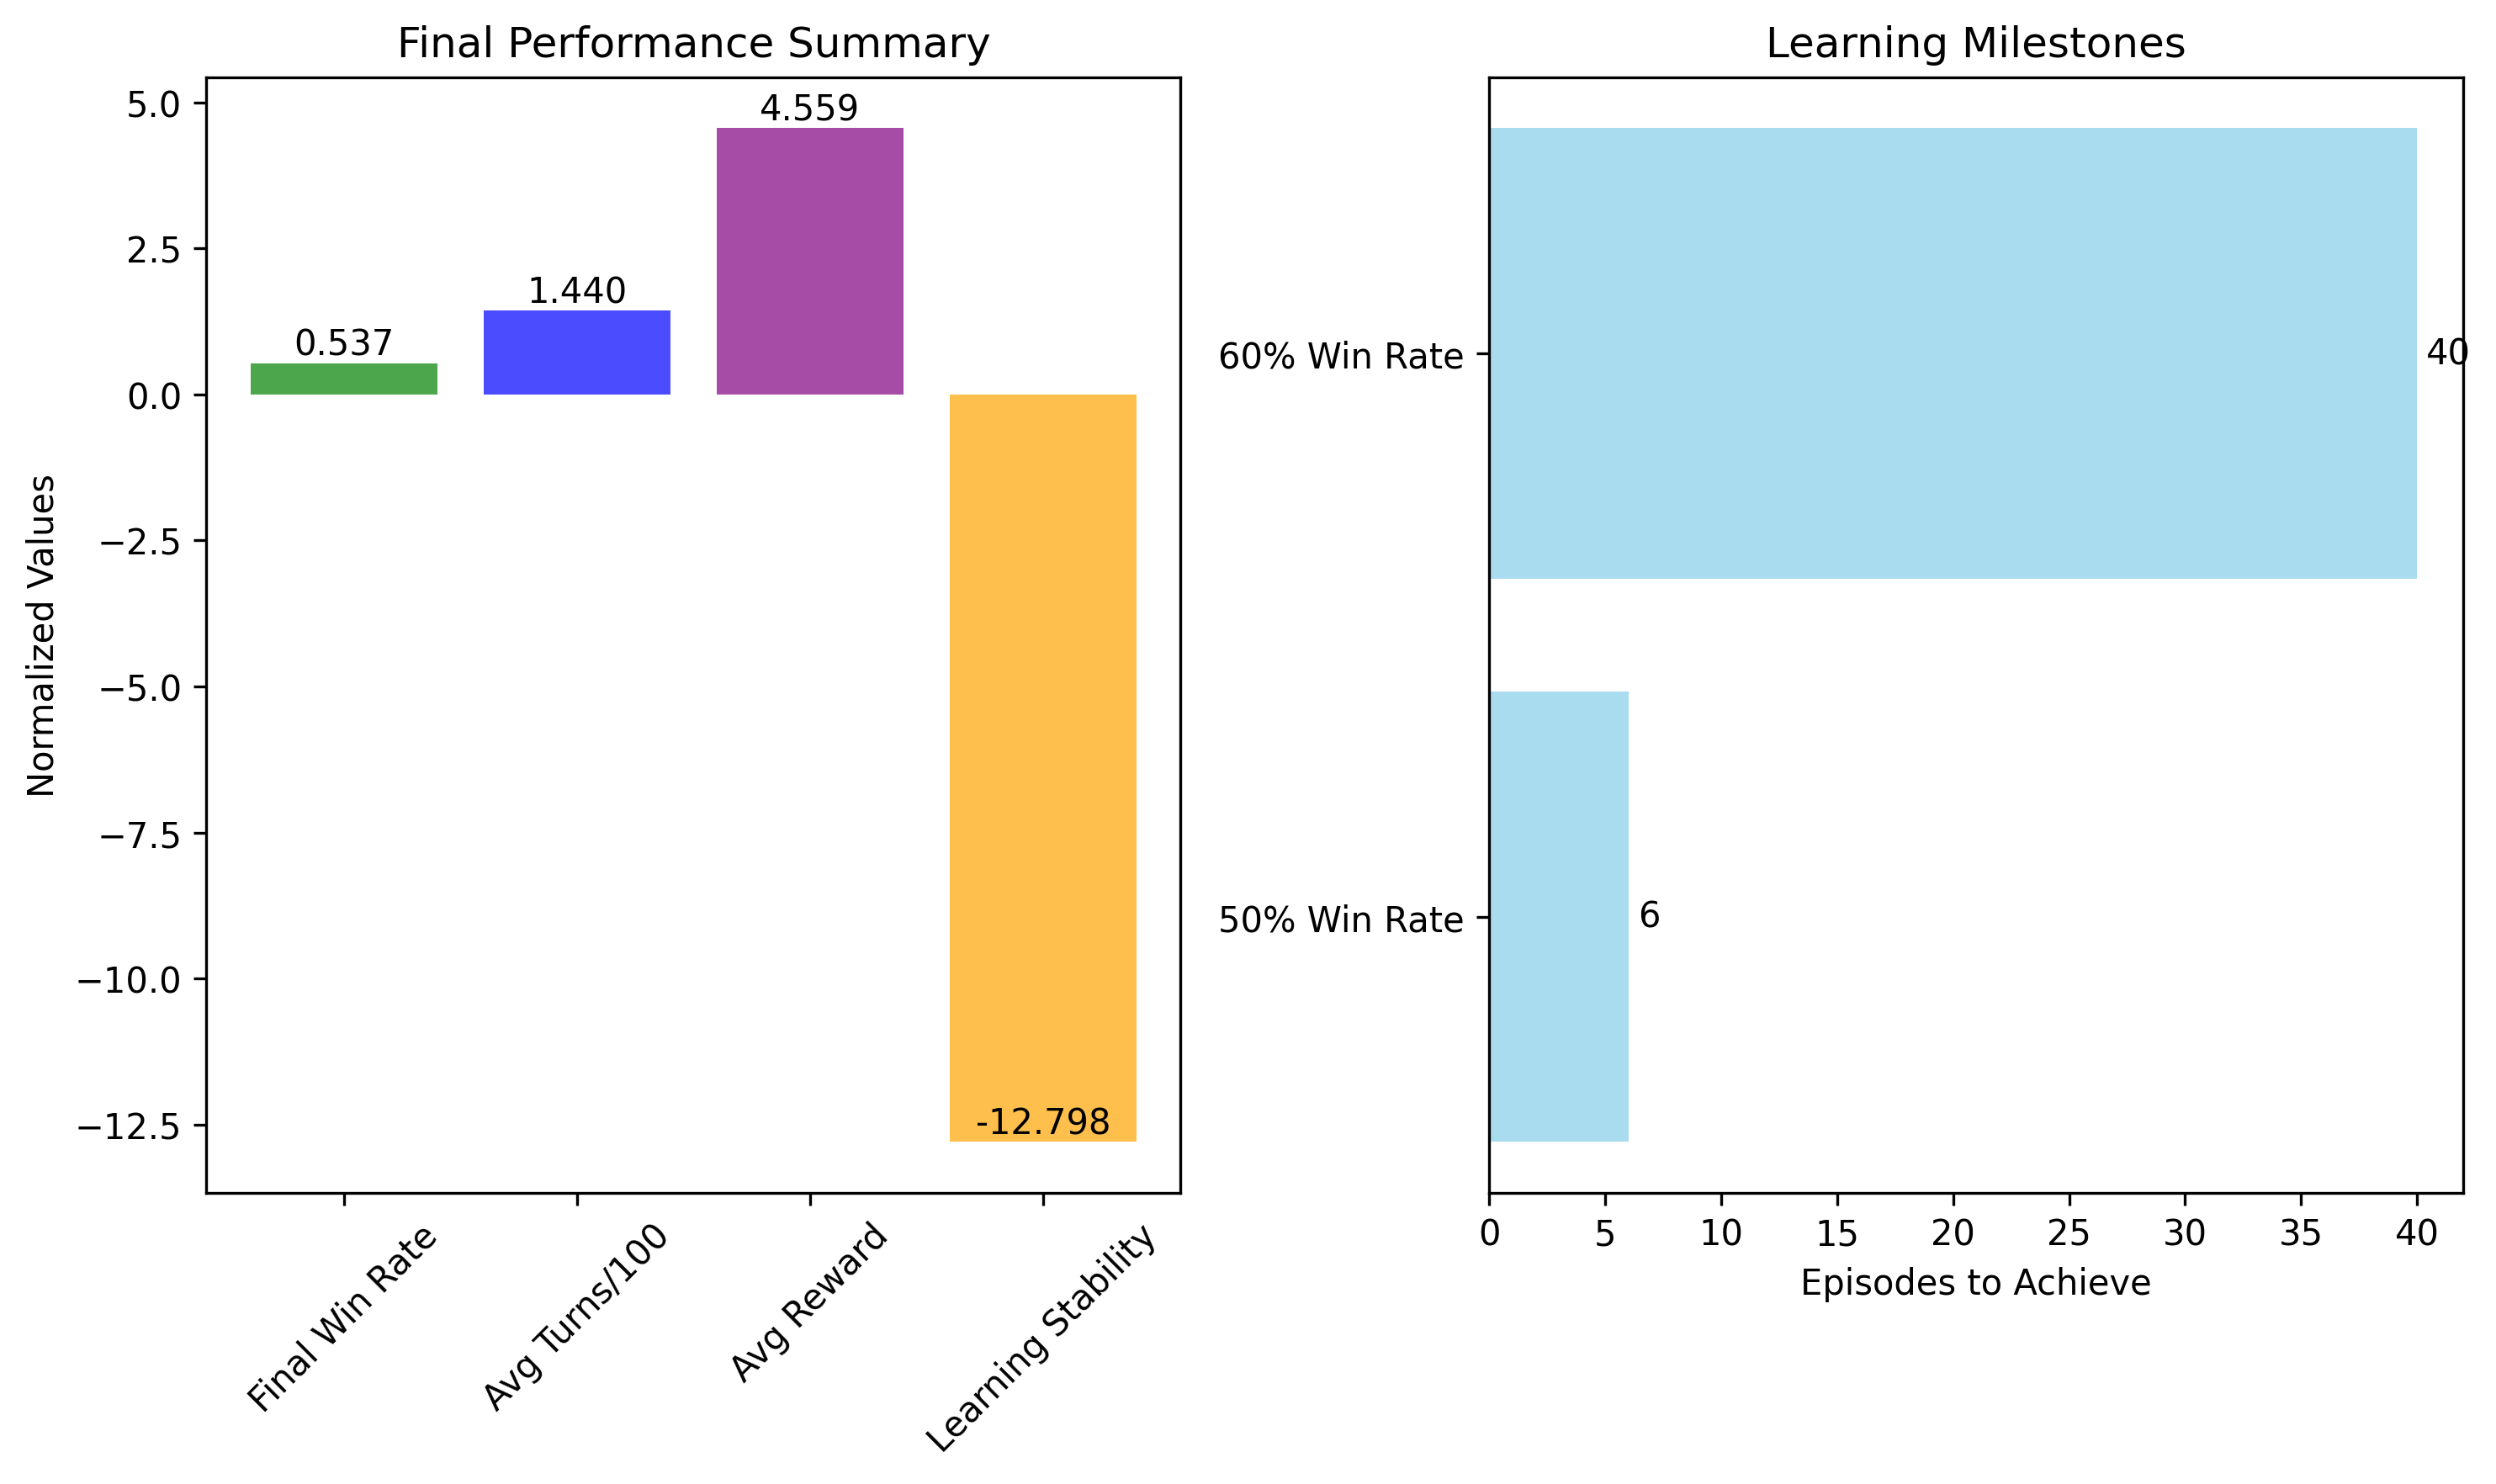 Final Performance Summary
Normalized Values
5.0
2.5
0.0
−2.5
−5.0
−7.5
−10.0
−12.5
0.537
1.440
4.559
-12.798
Final Win Rate
Avg Turns/100
Avg Reward
Learning Stability
Learning Milestones
60% Win Rate
50% Win Rate
40
6
0 5 10 15 20 25 30 35 40
Episodes to Achieve